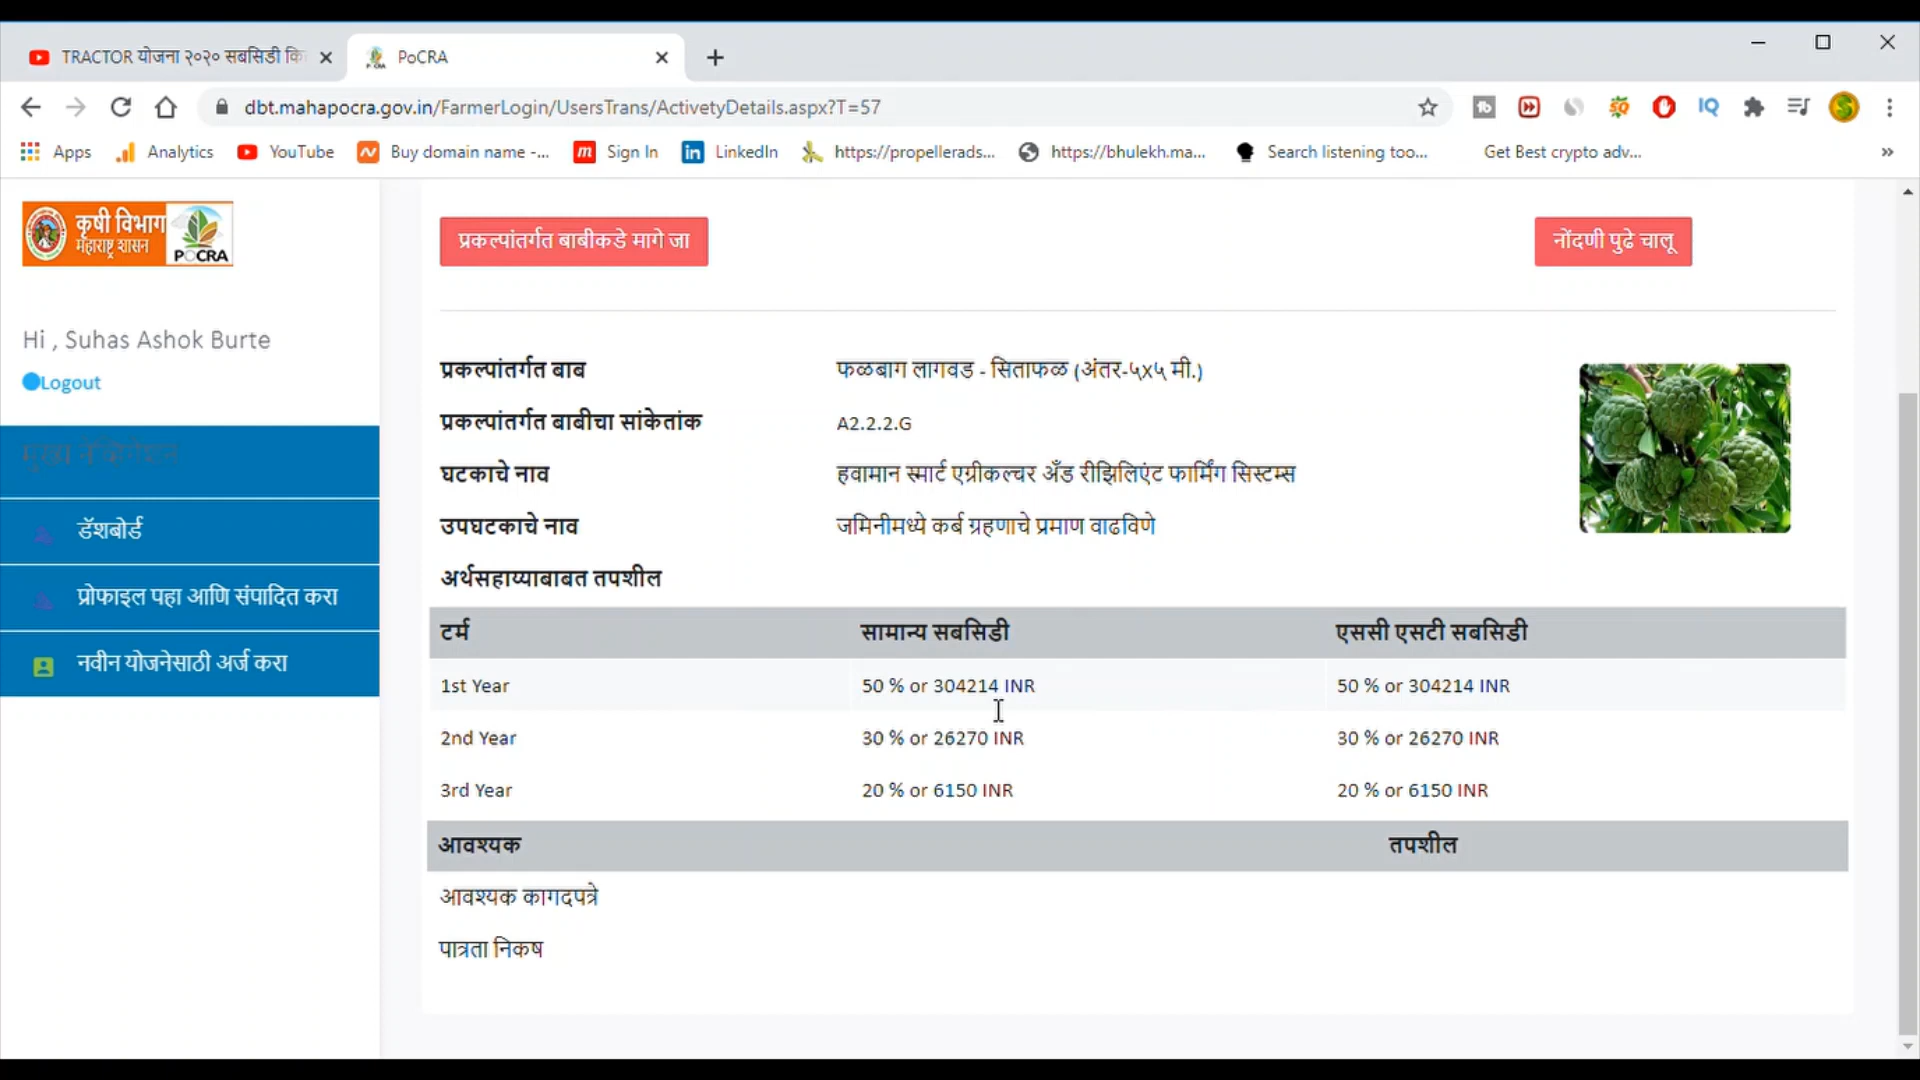 TRACTOR योजना २०२० सबसिडी कि
PoCRA
dbt.mahapocra.gov.in/FarmerLogin/UsersTrans/ActivetyDetails.aspx?T=57
Apps Analytics YouTube Buy domain name -... Sign In LinkedIn https://propellerads... https://bhulekh.ma... Search listening too... Get Best crypto adv... »
कृषी विभाग
महाराष्ट्र शासन
POCRA
प्रकल्पांतर्गत बाबीकडे मागे जा
नोंदणी पुढे चालू
Hi , Suhas Ashok Burte
Logout
डॅशबोर्ड
प्रोफाइल पहा आणि संपादित करा
नवीन योजनेसाठी अर्ज करा
प्रकल्पांतर्गत बाब फळबाग लागवड - सिताफळ (अंतर-५X५ मी.)
प्रकल्पांतर्गत बाबीचा सांकेतांक A2.2.2.G
घटकाचे नाव हवामान स्मार्ट एग्रीकल्चर अँड रीझिलिएंट फार्मिंग सिस्टम्स
उपघटकाचे नाव जमिनीमध्ये कर्ब ग्रहणाचे प्रमाण वाढविणे
अर्थसहाय्याबाबत तपशील
टर्म सामान्य सबसिडी एससी एसटी सबसिडी
1st Year 50 % or 304214 INR 50 % or 304214 INR
2nd Year 30 % or 26270 INR 30 % or 26270 INR
3rd Year 20 % or 6150 INR 20 % or 6150 INR
आवश्यक तपशील
आवश्यक कागदपत्रे
पात्रता निकष